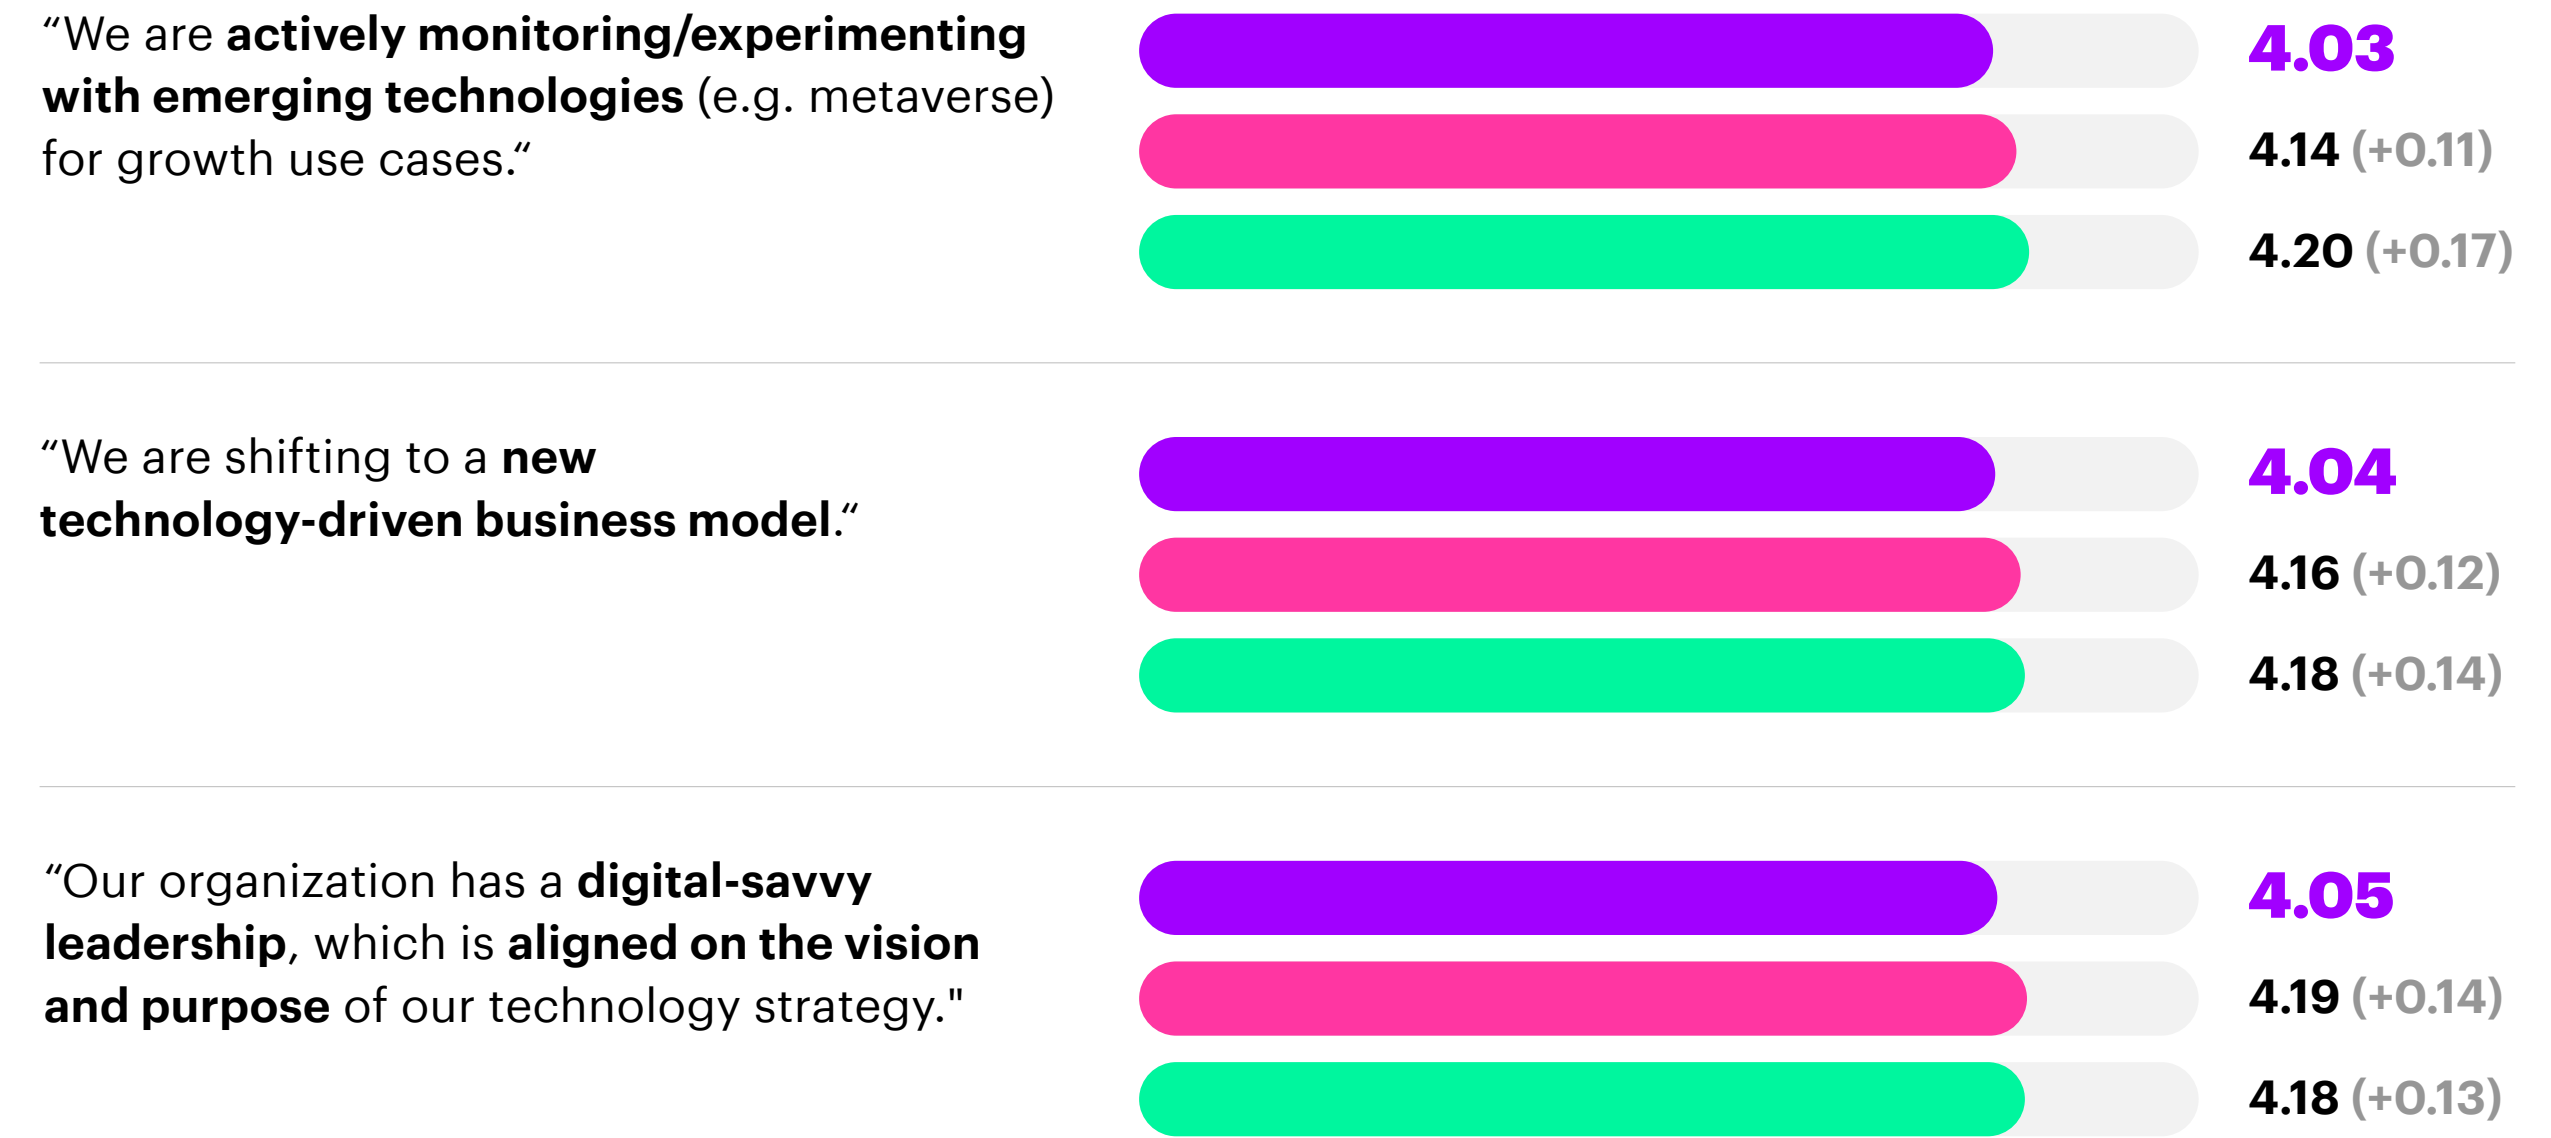 “We are actively monitoring/experimenting
with emerging technologies (e.g. metaverse)
for growth use cases.“
4.03
4.14 (+0.11)
4.20 (+0.17)
“We are shifting to a new
technology-driven business model.“
4.04
4.16 (+0.12)
4.18 (+0.14)
“Our organization has a digital-savvy
leadership, which is aligned on the vision
and purpose of our technology strategy."
4.05
4.19 (+0.14)
4.18 (+0.13)